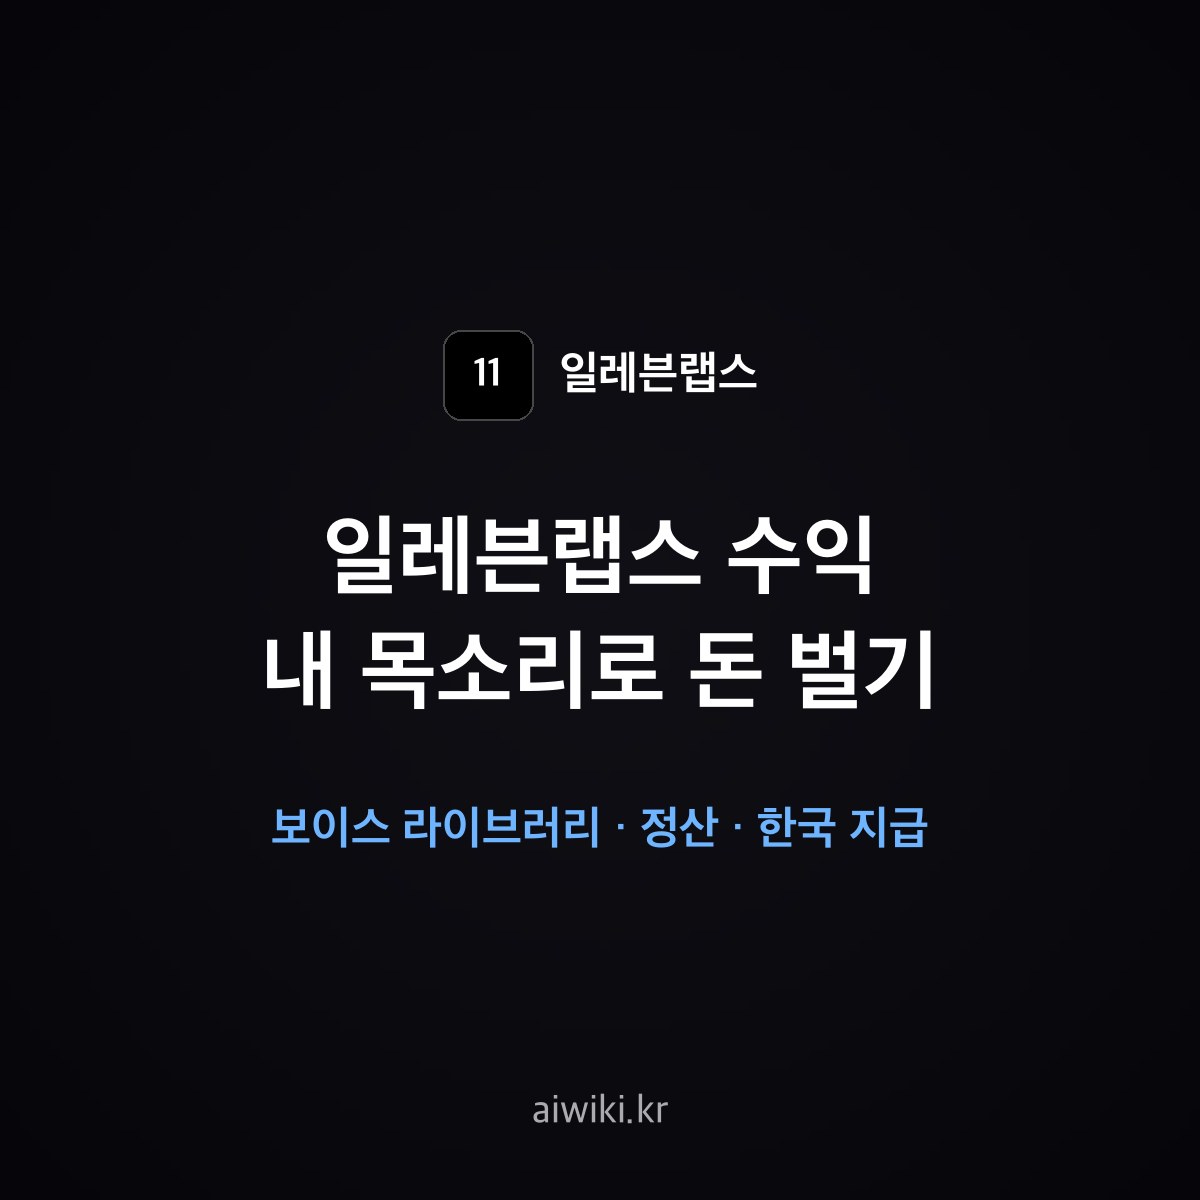 11 일레븐랩스
일레븐랩스 수익
내 목소리로 돈 벌기
보이스 라이브러리 · 정산 · 한국 지급
aiwiki.kr